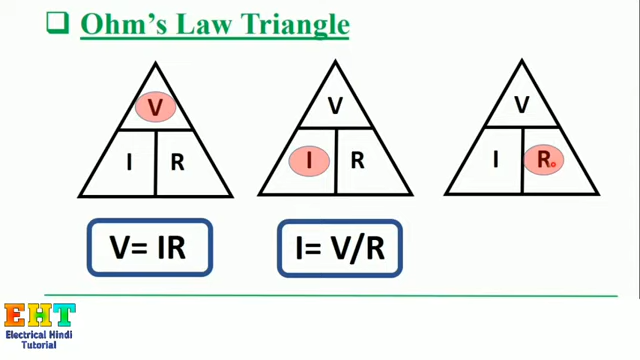 Ohm's Law Triangle
V
I R
V
I R
V
I R
V= IR
I= V/R
EHT
Electrical Hindi
Tutorial